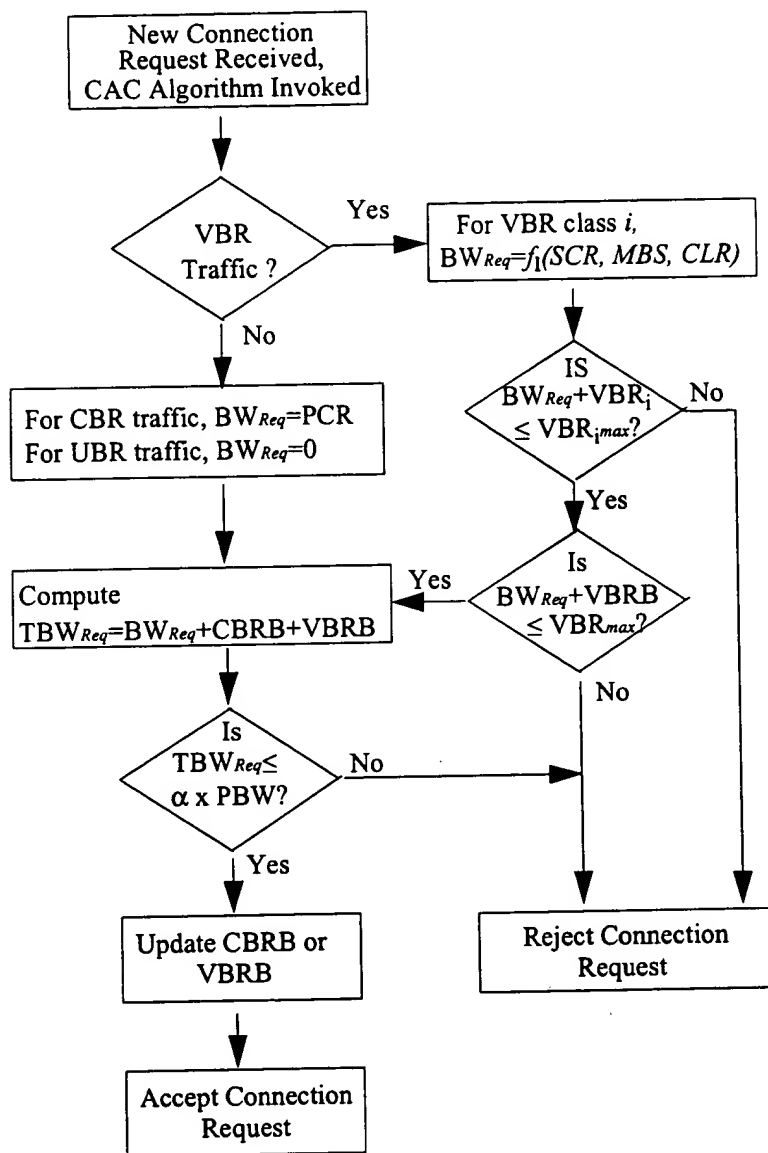 New Connection
Request Received,
CAC Algorithm Invoked
VBR
Traffic ?
Yes
No
For VBR class i,
BWReq=f1(SCR, MBS, CLR)
IS
BWReq+VBRi
≤ VBRimax?
No
Yes
For CBR traffic, BWReq=PCR
For UBR traffic, BWReq=0
Is
BWReq+VBRB
≤ VBRmax?
Yes
No
Compute
TBWReq=BWReq+CBRB+VBRB
Is
TBWReq≤
α x PBW?
No
Yes
Update CBRB or
VBRB
Reject Connection
Request
Accept Connection
Request